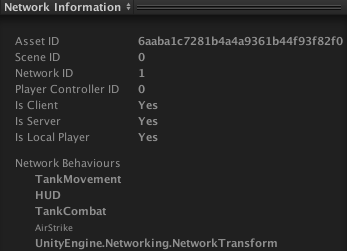 Network Information
Asset ID 6aaba1c7281b4a4a9361b44f93f82f0
Scene ID 0
Network ID 1
Player Controller ID 0
Is Client Yes
Is Server Yes
Is Local Player Yes
Network Behaviours
TankMovement
HUD
TankCombat
AirStrike
UnityEngine.Networking.NetworkTransform